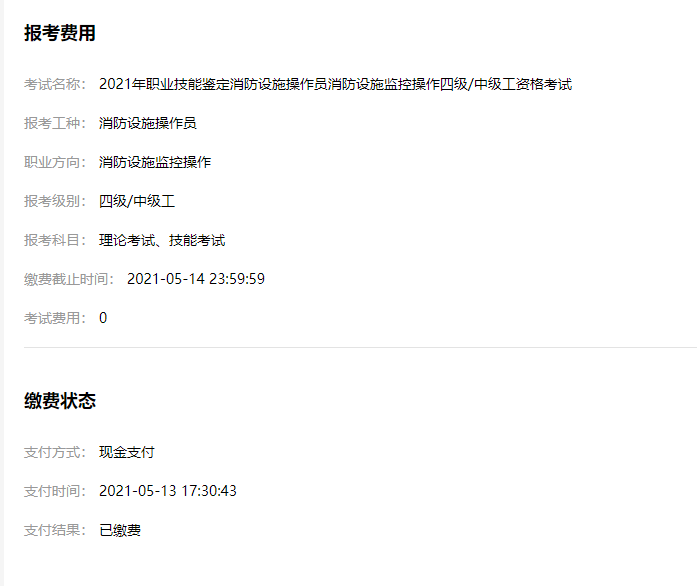 报考费用
考试名称： 2021年职业技能鉴定消防设施操作员消防设施监控操作四级/中级工资格考试
报考工种： 消防设施操作员
职业方向： 消防设施监控操作
报考级别： 四级/中级工
报考科目： 理论考试、技能考试
缴费截止时间： 2021-05-14 23:59:59
考试费用： 0
缴费状态
支付方式： 现金支付
支付时间： 2021-05-13 17:30:43
支付结果： 已缴费